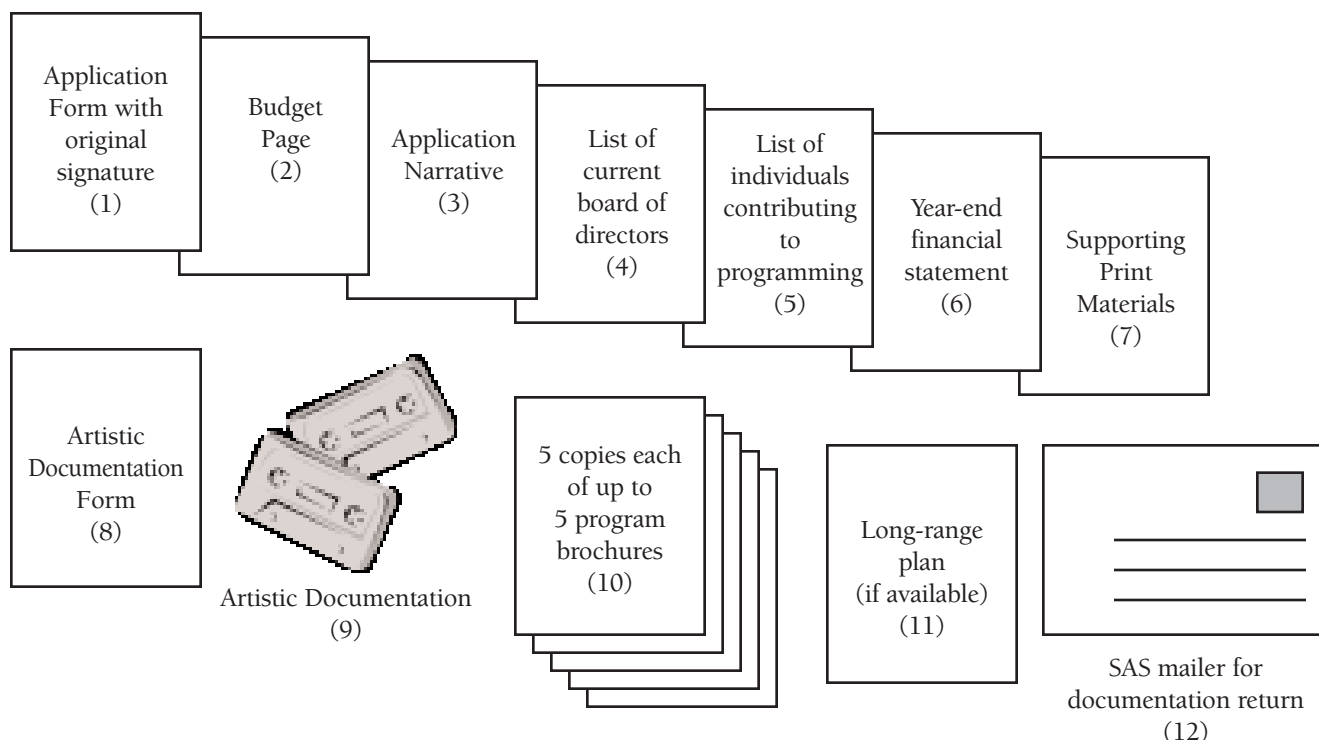 Application
Form with
original
signature
(1)
Budget
Page
(2)
Application
Narrative
(3)
List of
current
board of
directors
(4)
List of
individuals
contributing
to
programming
(5)
Year-end
financial
statement
(6)
Supporting
Print
Materials
(7)
Artistic
Documentation
Form
(8)
Artistic Documentation
(9)
5 copies each
of up to
5 program
brochures
(10)
Long-range
plan
(if available)
(11)
SAS mailer for
documentation return
(12)